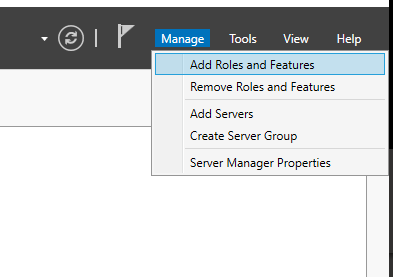 Manage Tools View Help
Add Roles and Features
Remove Roles and Features
Add Servers
Create Server Group
Server Manager Properties